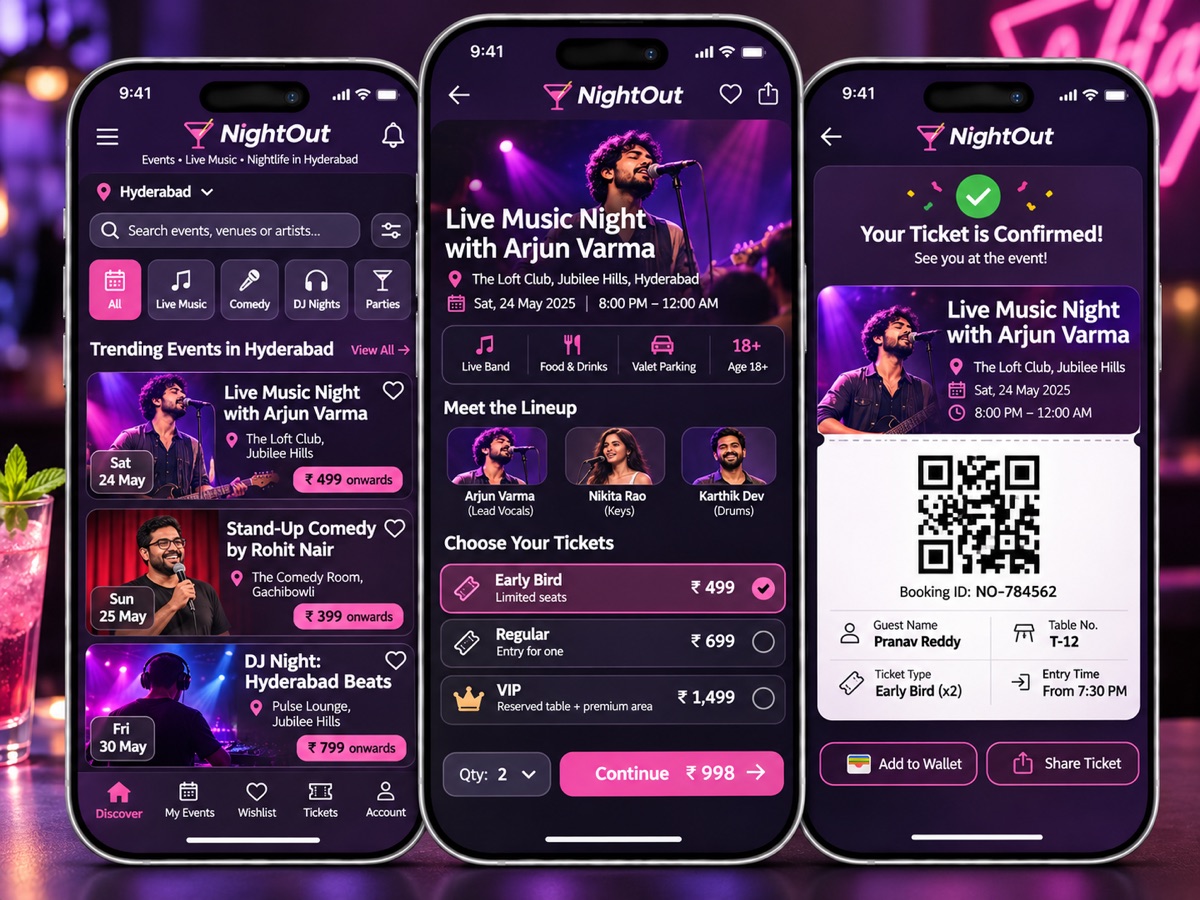 9:41
NightOut
Events • Live Music • Nightlife in Hyderabad
Hyderabad
Search events, venues or artists...
All
Live Music
Comedy
DJ Nights
Parties
Trending Events in Hyderabad
View All →
Live Music Night
with Arjun Varma
The Loft Club,
Jubilee Hills
Sat
24 May
₹ 499 onwards
Stand-Up Comedy
by Rohit Nair
The Comedy Room,
Gachibowli
Sun
25 May
₹ 399 onwards
DJ Night:
Hyderabad Beats
Pulse Lounge,
Jubilee Hills
Fri
30 May
₹ 799 onwards
Discover
My Events
Wishlist
Tickets
Account
9:41
NightOut
Live Music Night
with Arjun Varma
The Loft Club, Jubilee Hills, Hyderabad
Sat, 24 May 2025 | 8:00 PM – 12:00 AM
Live Band
Food & Drinks
Valet Parking
18+
Age 18+
Meet the Lineup
Arjun Varma
(Lead Vocals)
Nikita Rao
(Keys)
Karthik Dev
(Drums)
Choose Your Tickets
Early Bird
Limited seats
₹ 499
Regular
Entry for one
₹ 699
VIP
Reserved table + premium area
₹ 1,499
Qty: 2
Continue ₹ 998 →
9:41
NightOut
Your Ticket is Confirmed!
See you at the event!
Live Music Night
with Arjun Varma
The Loft Club, Jubilee Hills
Sat, 24 May 2025
8:00 PM – 12:00 AM
Booking ID: NO-784562
Guest Name
Pranav Reddy
Table No.
T-12
Ticket Type
Early Bird (x2)
Entry Time
From 7:30 PM
Add to Wallet
Share Ticket